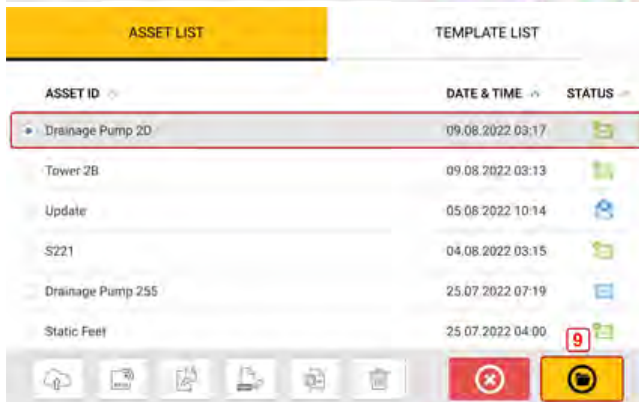 ASSET LIST TEMPLATE LIST
ASSET ID DATE & TIME STATUS
Drainage Pump 2D 09.08.2022 03:17
Tower 2B 09.08.2022 03:13
Update 05.08.2022 10:14
S221 04.08.2022 03:15
Drainage Pump 255 25.07.2022 07:19
Static Feet 25.07.2022 04:00
9